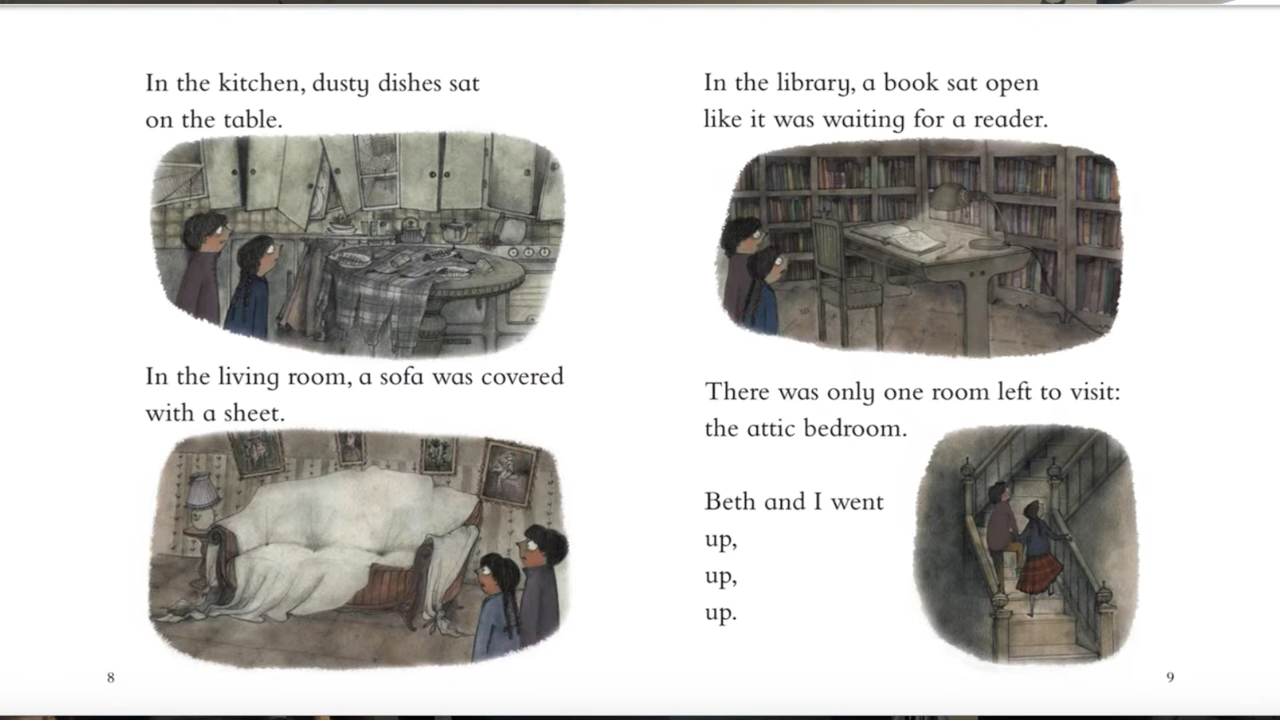 In the kitchen, dusty dishes sat
on the table.
In the living room, a sofa was covered
with a sheet.
8
In the library, a book sat open
like it was waiting for a reader.
There was only one room left to visit:
the attic bedroom.
Beth and I went
up,
up,
up.
9